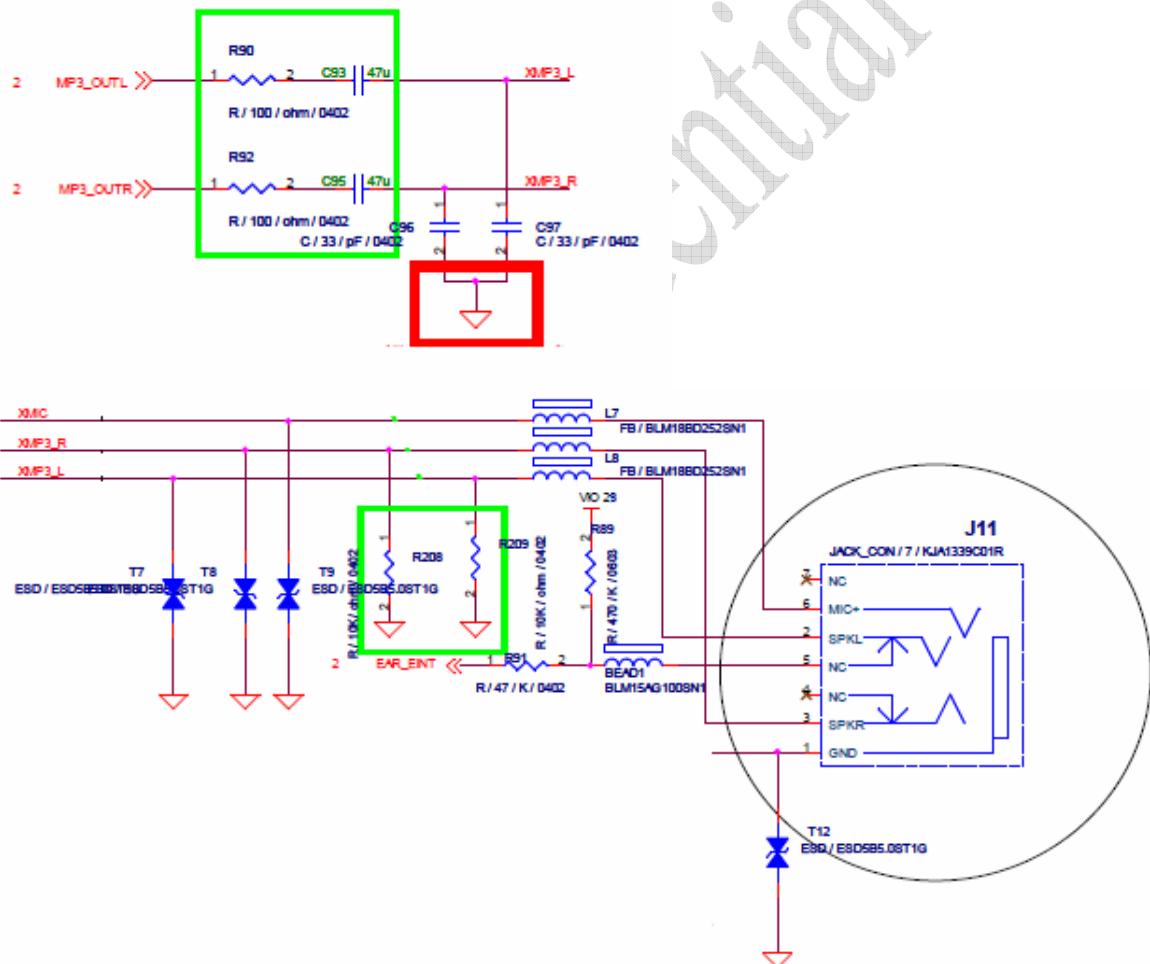 R90
2 MP3_OUTL 1 2 C93 47u XMP3_L
R / 100 / ohm / 0402
R92
2 MP3_OUTR 1 2 C95 47u XMP3_R
R / 100 / ohm / 0402
1 1
C96 C97
C / 33 / pF / 0402 C / 33 / pF / 0402
2 2
ential
XMIC
L7
FB / BLM18BD252SN1
XMP3_R
L8
XMP3_L
FB / BLM18BD252SN1
VIO 28
R89
2
1
R / 470 / K / 0603
1 1
R208 R209
2 2
R / 10K / ohm / 0402
R / 10K / ohm / 0402
T7 T8 T9
ESD / ESD5B5.0ST1G
2 EAR_EINT 1 R91 2
R / 47 / K / 0402
BEAD1
BLM15AG100SN1
J11
JACK_CON / 7 / KJA1339C01R
NC
6 MIC+
2 SPKL
5 NC
4 NC
3 SPKR
1 GND
T12
ESD / ESD5B5.0ST1G